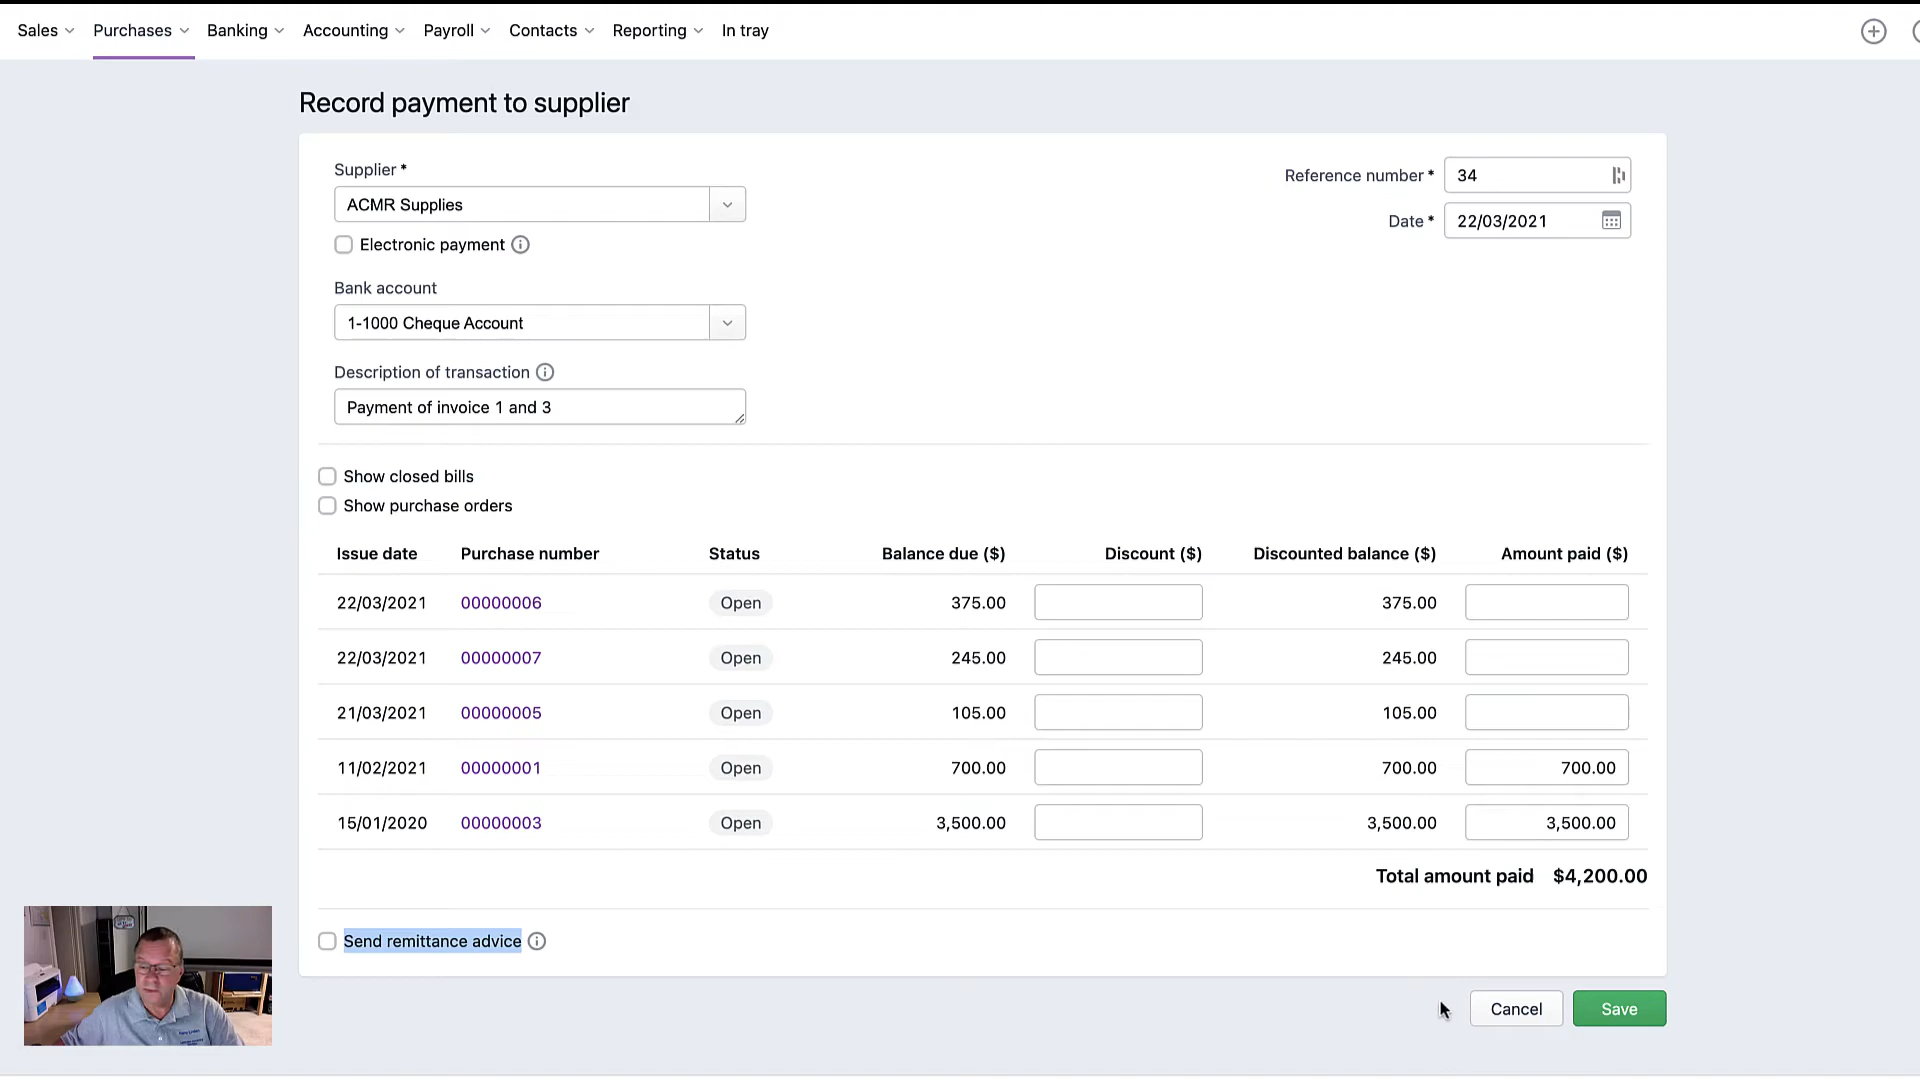 Sales Purchases Banking Accounting Payroll Contacts Reporting In tray
Record payment to supplier
Supplier *
ACMR Supplies
Reference number * 34
Date * 22/03/2021
Electronic payment
Bank account
1-1000 Cheque Account
Description of transaction
Payment of invoice 1 and 3
Show closed bills
Show purchase orders
Issue date Purchase number Status Balance due ($) Discount ($) Discounted balance ($) Amount paid ($)
22/03/2021 00000006 Open 375.00 375.00
22/03/2021 00000007 Open 245.00 245.00
21/03/2021 00000005 Open 105.00 105.00
11/02/2021 00000001 Open 700.00 700.00 700.00
15/01/2020 00000003 Open 3,500.00 3,500.00 3,500.00
Total amount paid $4,200.00
Send remittance advice
Cancel Save